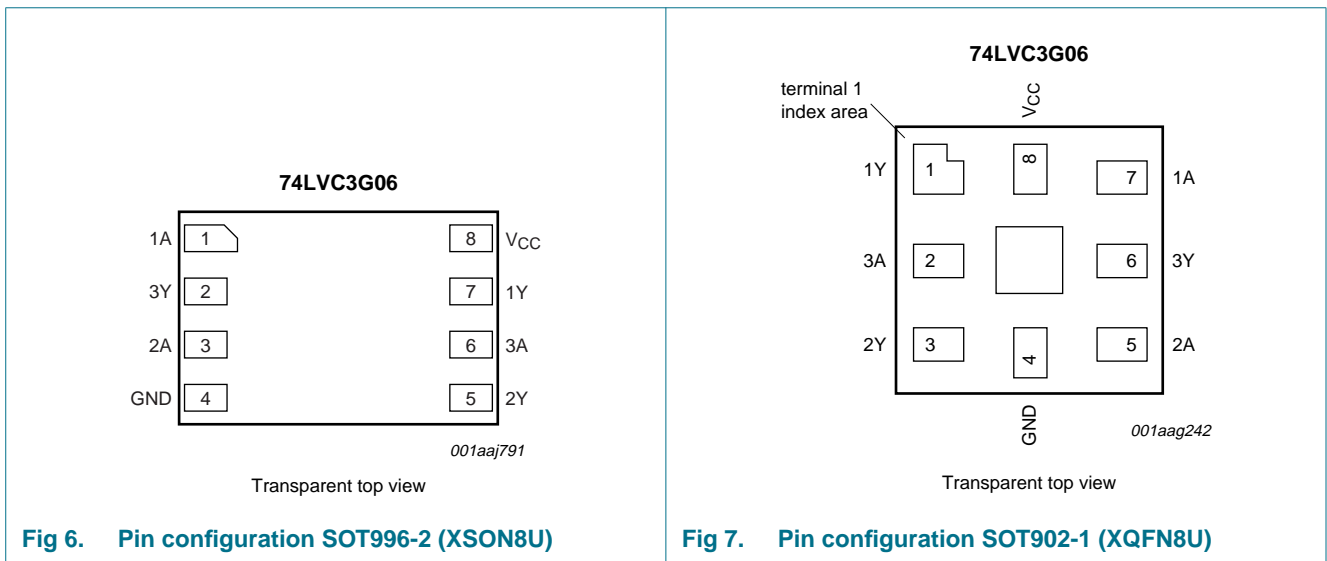 74LVC3G06
1A 1 8 VCC
3Y 2 7 1Y
2A 3 6 3A
GND 4 5 2Y
001aaj791
Transparent top view
Fig 6. Pin configuration SOT996-2 (XSON8U)
74LVC3G06
terminal 1
index area
VCC
1Y 1 8 7 1A
3A 2 6 3Y
2Y 3 4 5 2A
GND
001aag242
Transparent top view
Fig 7. Pin configuration SOT902-1 (XQFN8U)